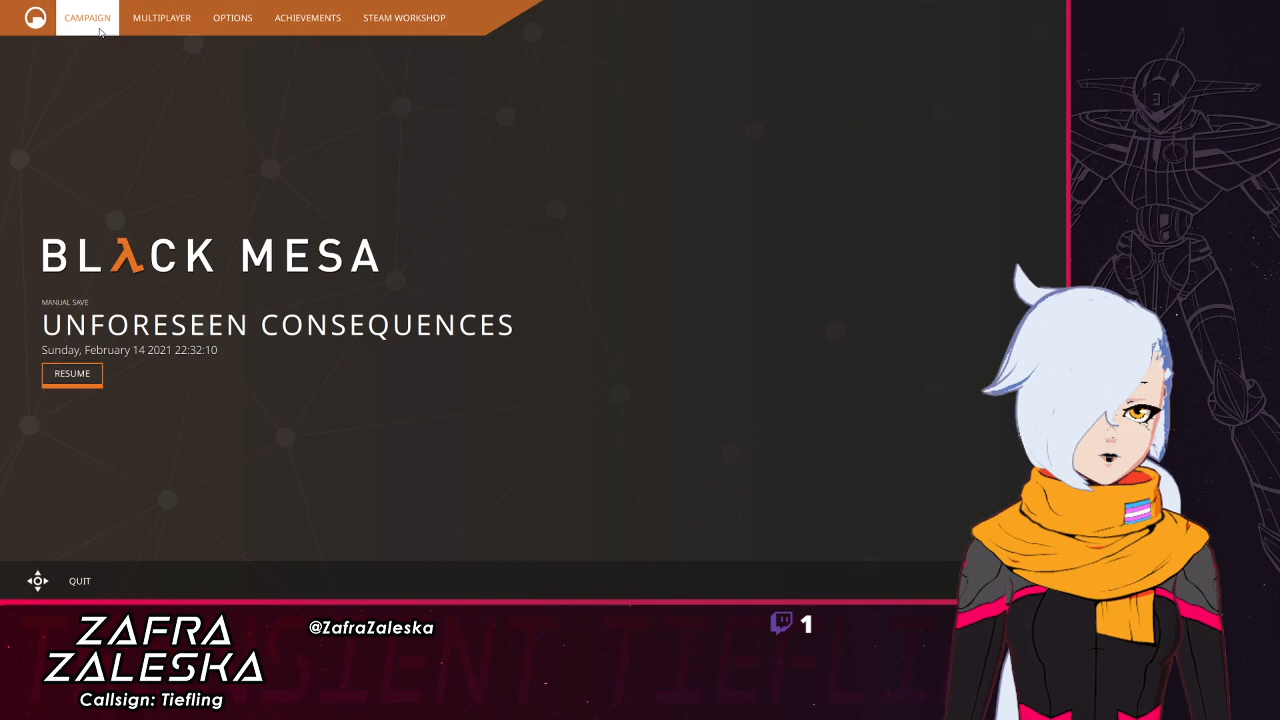 CAMPAIGN MULTIPLAYER OPTIONS ACHIEVEMENTS STEAM WORKSHOP
BLλCK MESA
MANUAL SAVE
UNFORESEEN CONSEQUENCES
Sunday, February 14 2021 22:32:10
RESUME
QUIT
ZAFRA
ZALESKA
Callsign: Tiefling
@ZafraZaleska
1